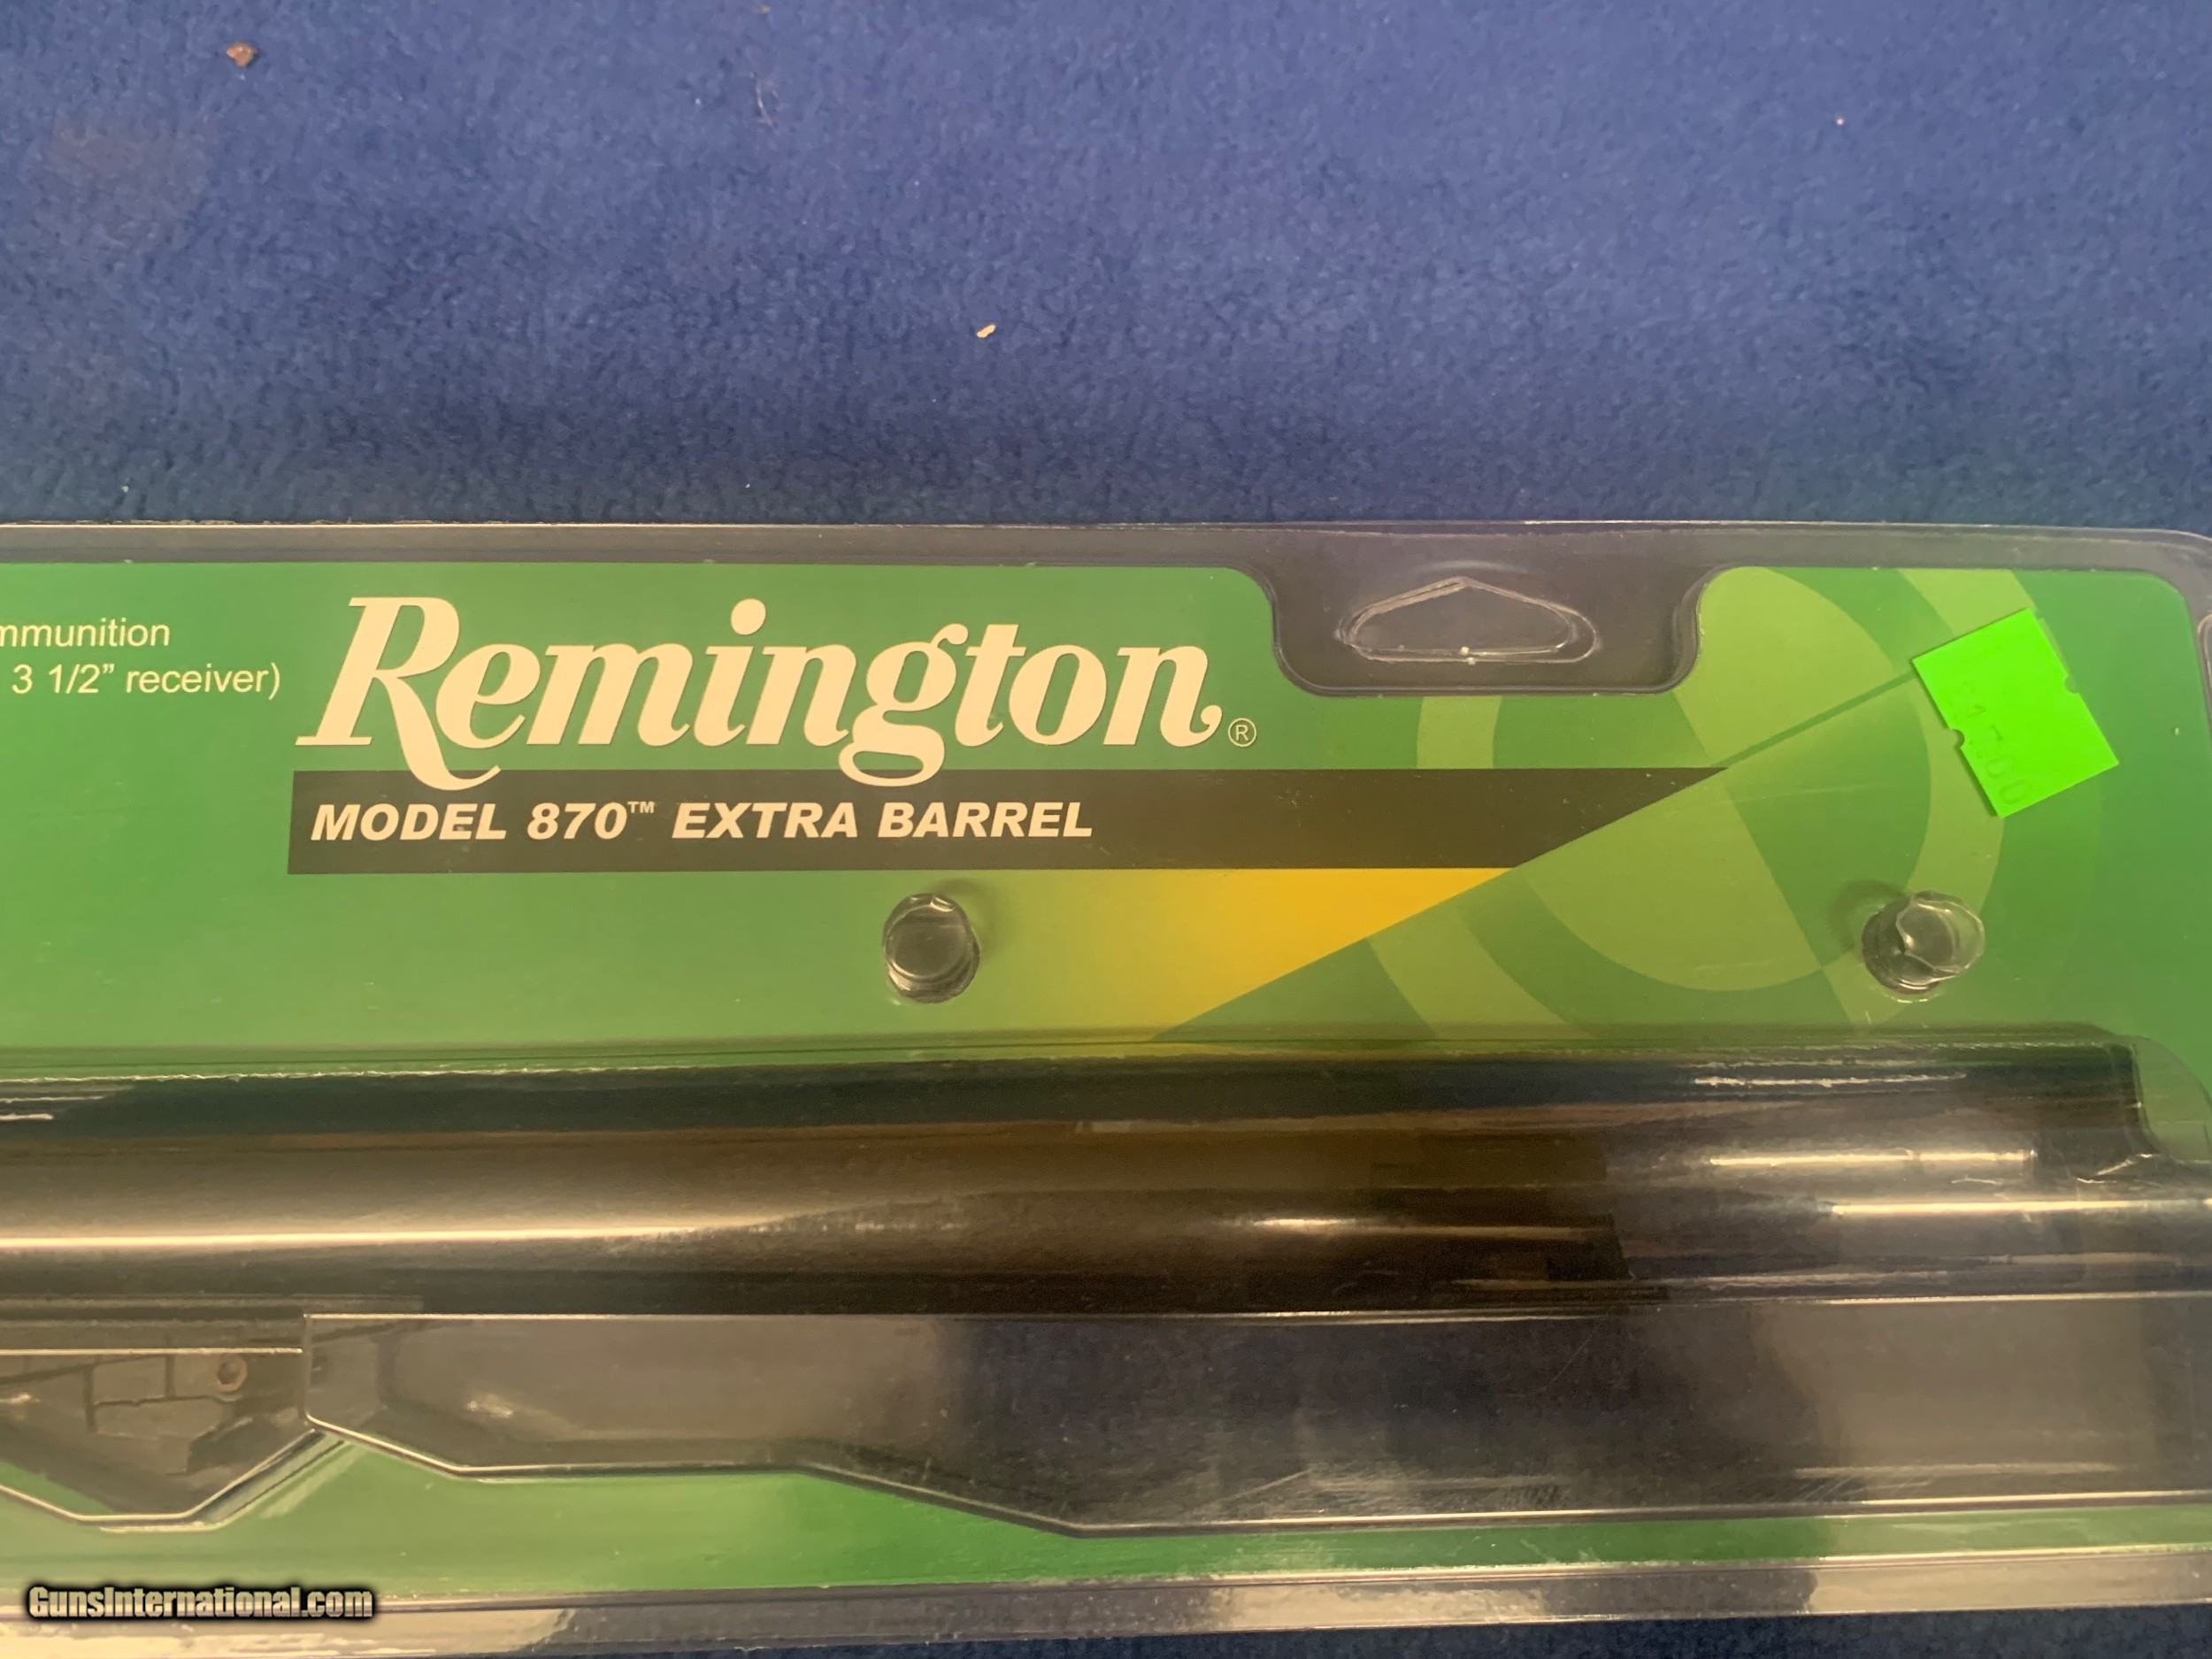 mmunition
3 1/2” receiver)
Remington®
MODEL 870™ EXTRA BARREL
GunsInternational.com